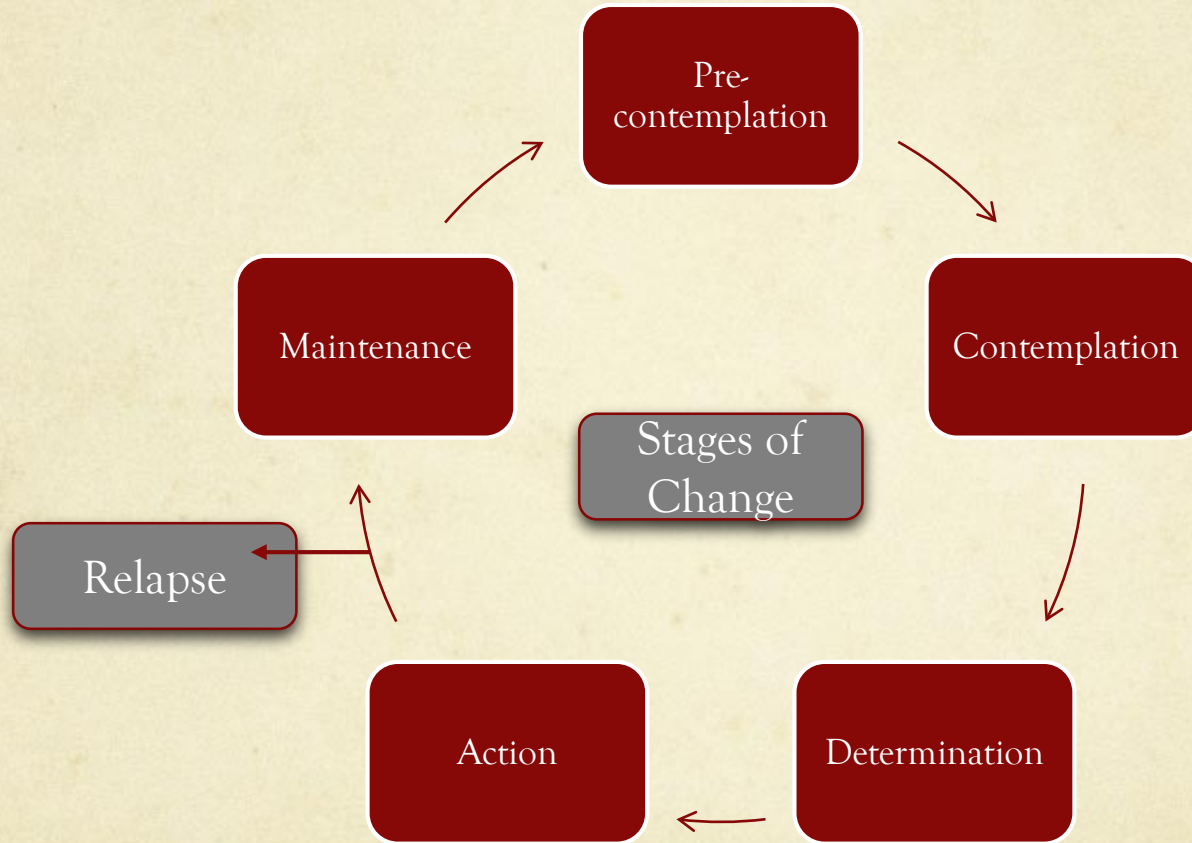 Pre-
contemplation
Contemplation
Determination
Action
Maintenance
Relapse
Stages of
Change